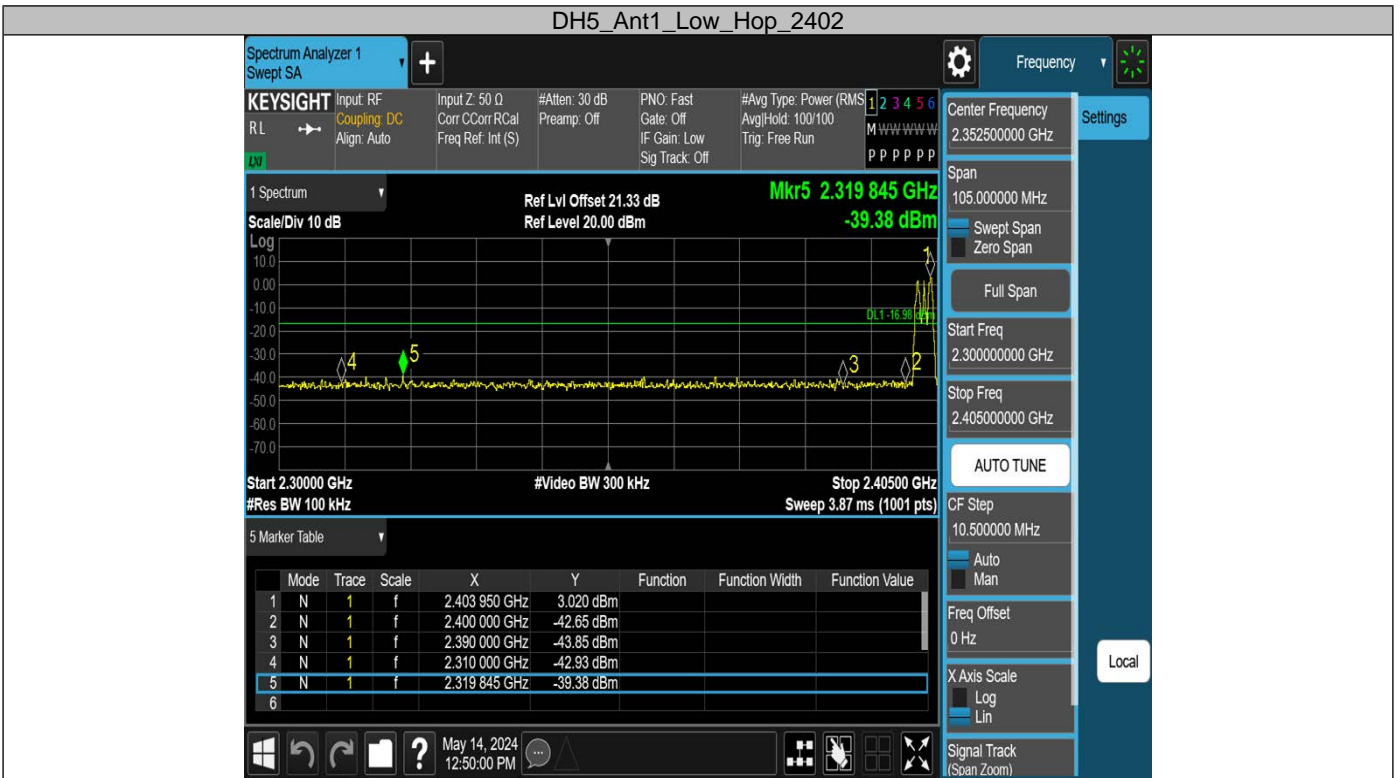 DH5_Ant1_Low_Hop_2402
Spectrum Analyzer 1
Swept SA
+
Frequency
KEYSIGHT
RL
LXI
Input: RF
Coupling: DC
Align: Auto
Input Z: 50 Ω
Corr CCorr RCal
Freq Ref: Int (S)
#Atten: 30 dB
Preamp: Off
PNO: Fast
Gate: Off
IF Gain: Low
Sig Track: Off
#Avg Type: Power (RMS
Avg|Hold: 100/100
Trig: Free Run
1 2 3 4 5 6
M W W W W W
P P P P P P
1 Spectrum
Scale/Div 10 dB
Ref Lvl Offset 21.33 dB
Ref Level 20.00 dBm
Mkr5 2.319 845 GHz
-39.38 dBm
Log
10.0
0.00
-10.0
-20.0
-30.0
-40.0
-50.0
-60.0
-70.0
1
DL1 -16.98 dBm
4
5
3
2
Start 2.30000 GHz
#Video BW 300 kHz
Stop 2.40500 GHz
#Res BW 100 kHz
Sweep 3.87 ms (1001 pts)
5 Marker Table
Mode Trace Scale X Y Function Function Width Function Value
1 N 1 f 2.403 950 GHz 3.020 dBm
2 N 1 f 2.400 000 GHz -42.65 dBm
3 N 1 f 2.390 000 GHz -43.85 dBm
4 N 1 f 2.310 000 GHz -42.93 dBm
5 N 1 f 2.319 845 GHz -39.38 dBm
6
Center Frequency
2.352500000 GHz
Span
105.000000 MHz
Swept Span
Zero Span
Full Span
Start Freq
2.300000000 GHz
Stop Freq
2.405000000 GHz
AUTO TUNE
CF Step
10.500000 MHz
Auto
Man
Freq Offset
0 Hz
X Axis Scale
Log
Lin
Signal Track
(Span Zoom)
Settings
Local
?
May 14, 2024
12:50:00 PM